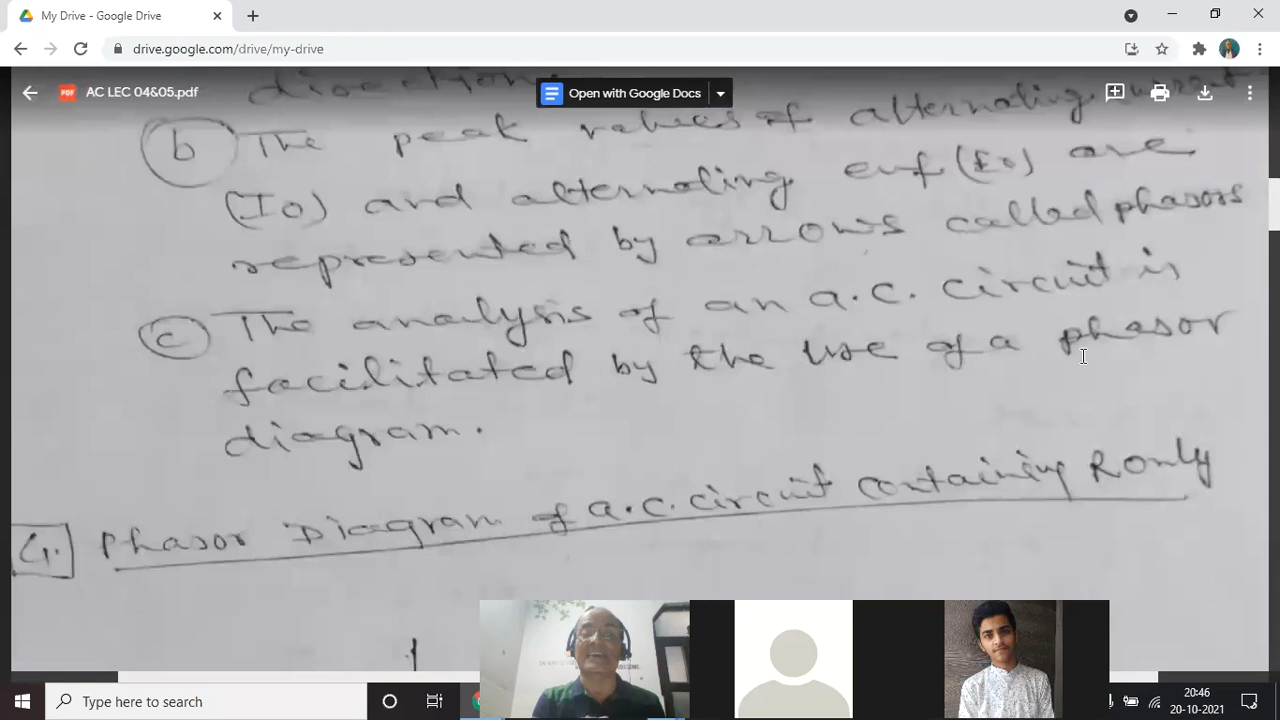 My Drive - Google Drive
drive.google.com/drive/my-drive
AC LEC 04&05.pdf
Open with Google Docs
direction
b The peak values of alternating current
(Io) and alternating emf (Eo) are
represented by arrows called phasors
c The analysis of an a.c. circuit is
facilitated by the use of a phasor
diagram.
4. Phasor Diagram of a.c. circuit containing R only
Type here to search
20:46
20-10-2021